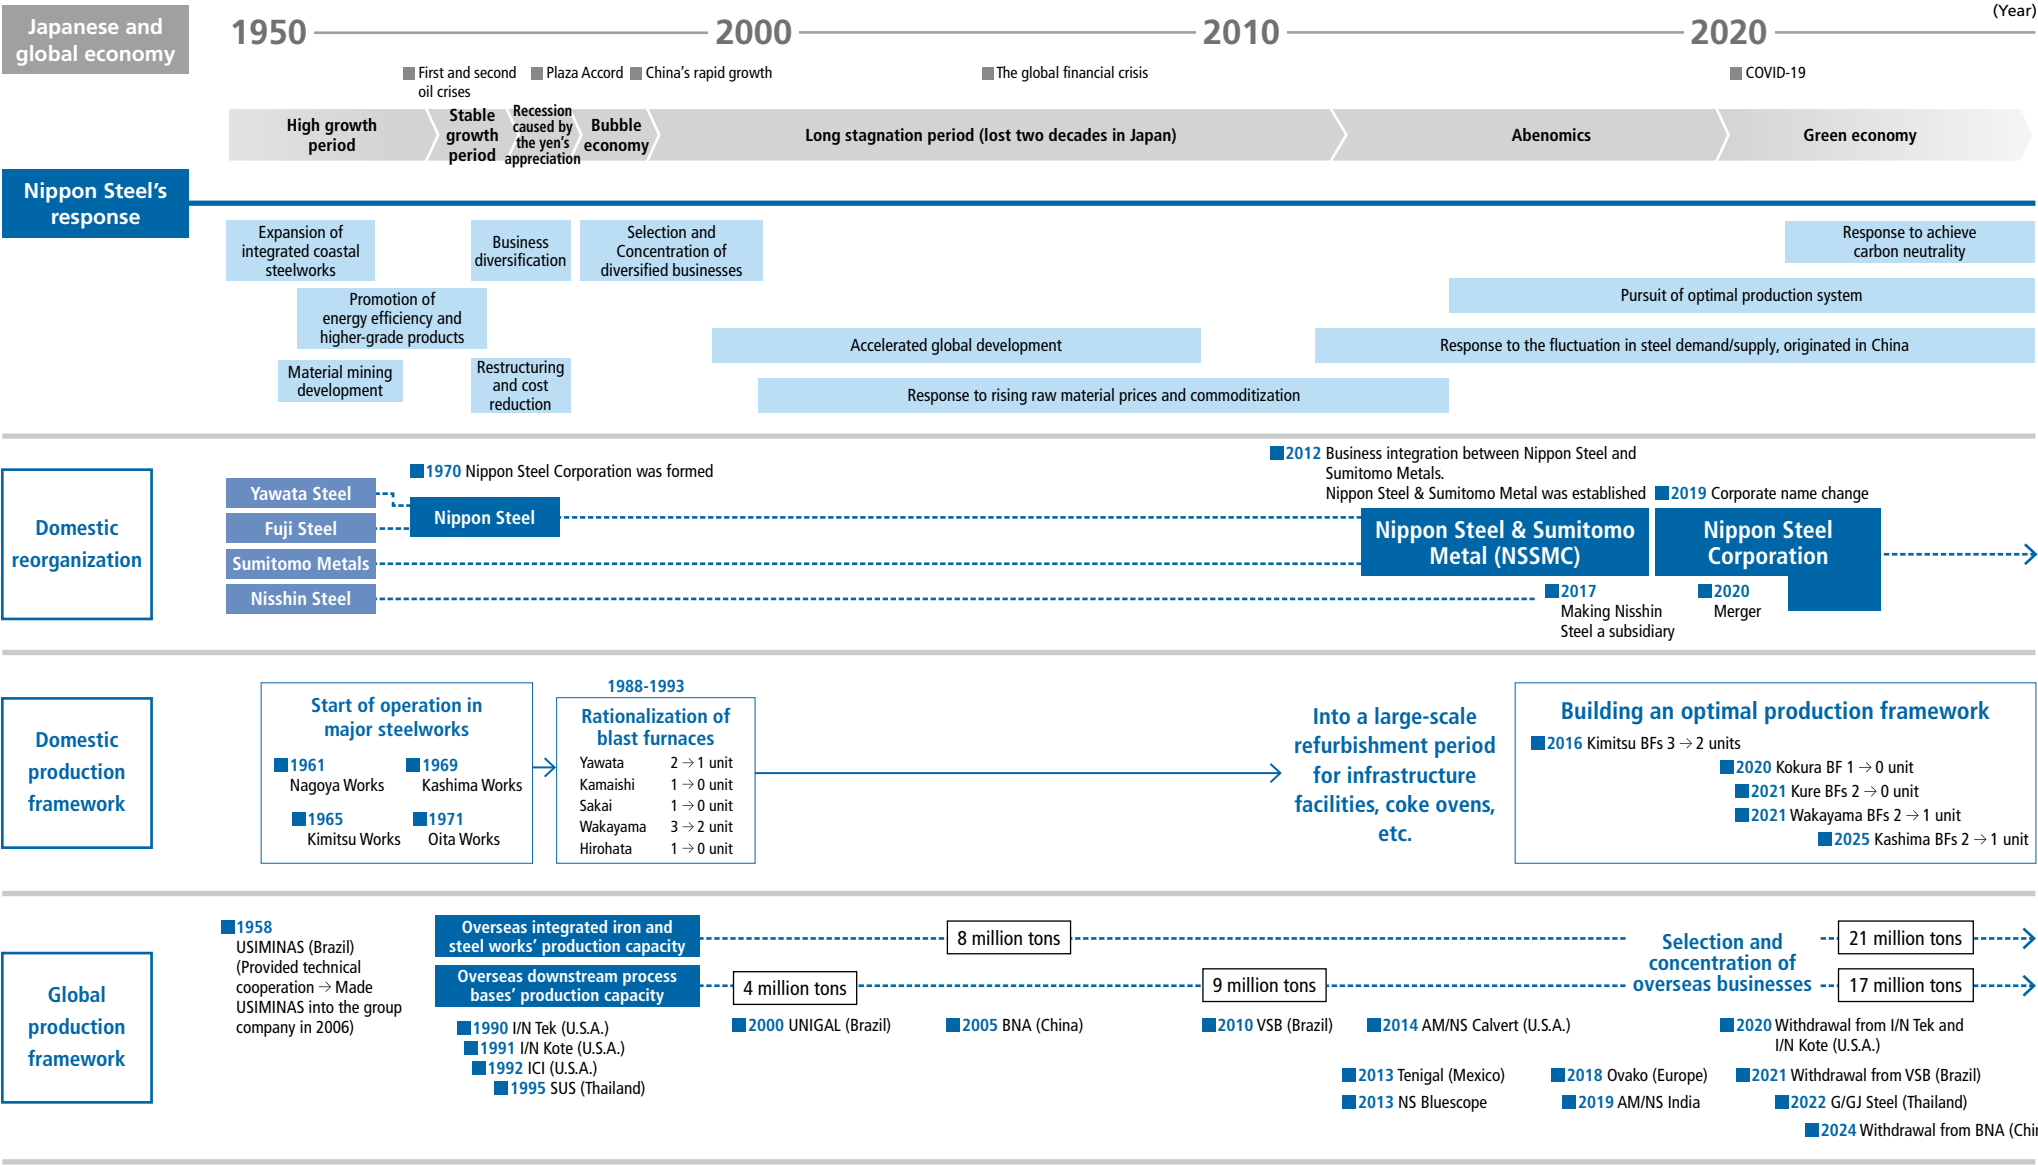 Japanese and
global economy
1950
2000
2010
2020
(Year)
First and second
oil crises
Plaza Accord
China's rapid growth
The global financial crisis
COVID-19
High growth
period
Stable
growth
period
Recession
caused by
the yen's
appreciation
Bubble
economy
Long stagnation period (lost two decades in Japan)
Abenomics
Green economy
Nippon Steel's
response
Expansion of
integrated coastal
steelworks
Business
diversification
Selection and
Concentration of
diversified businesses
Response to achieve
carbon neutrality
Promotion of
energy efficiency and
higher-grade products
Pursuit of optimal production system
Accelerated global development
Response to the fluctuation in steel demand/supply, originated in China
Material mining
development
Restructuring
and cost
reduction
Response to rising raw material prices and commoditization
Domestic
reorganization
1970 Nippon Steel Corporation was formed
2012 Business integration between Nippon Steel and
Sumitomo Metals.
Nippon Steel & Sumitomo Metal was established
2019 Corporate name change
Yawata Steel
Fuji Steel
Sumitomo Metals
Nisshin Steel
Nippon Steel
Nippon Steel & Sumitomo
Metal (NSSMC)
Nippon Steel
Corporation
2017
Making Nisshin
Steel a subsidiary
2020
Merger
Domestic
production
framework
Start of operation in
major steelworks
1961
Nagoya Works
1969
Kashima Works
1965
Kimitsu Works
1971
Oita Works
1988-1993
Rationalization of
blast furnaces
Yawata 2→1 unit
Kamaishi 1→0 unit
Sakai 1→0 unit
Wakayama 3→2 unit
Hirohata 1→0 unit
Into a large-scale
refurbishment period
for infrastructure
facilities, coke ovens,
etc.
Building an optimal production framework
2016 Kimitsu BFs 3→2 units
2020 Kokura BF 1→0 unit
2021 Kure BFs 2→0 unit
2021 Wakayama BFs 2→1 unit
2025 Kashima BFs 2→1 unit
Global
production
framework
1958
USIMINAS (Brazil)
(Provided technical
cooperation→Made
USIMINAS into the group
company in 2006)
Overseas integrated iron and
steel works' production capacity
8 million tons
21 million tons
Overseas downstream process
bases' production capacity
4 million tons
9 million tons
Selection and
concentration of
overseas businesses
17 million tons
1990 I/N Tek (U.S.A.)
1991 I/N Kote (U.S.A.)
1992 ICI (U.S.A.)
1995 SUS (Thailand)
2000 UNIGAL (Brazil)
2005 BNA (China)
2010 VSB (Brazil)
2014 AM/NS Calvert (U.S.A.)
2020 Withdrawal from I/N Tek and
I/N Kote (U.S.A.)
2013 Tenigal (Mexico)
2018 Ovako (Europe)
2021 Withdrawal from VSB (Brazil)
2013 NS Bluescope
2019 AM/NS India
2022 G/GJ Steel (Thailand)
2024 Withdrawal from BNA